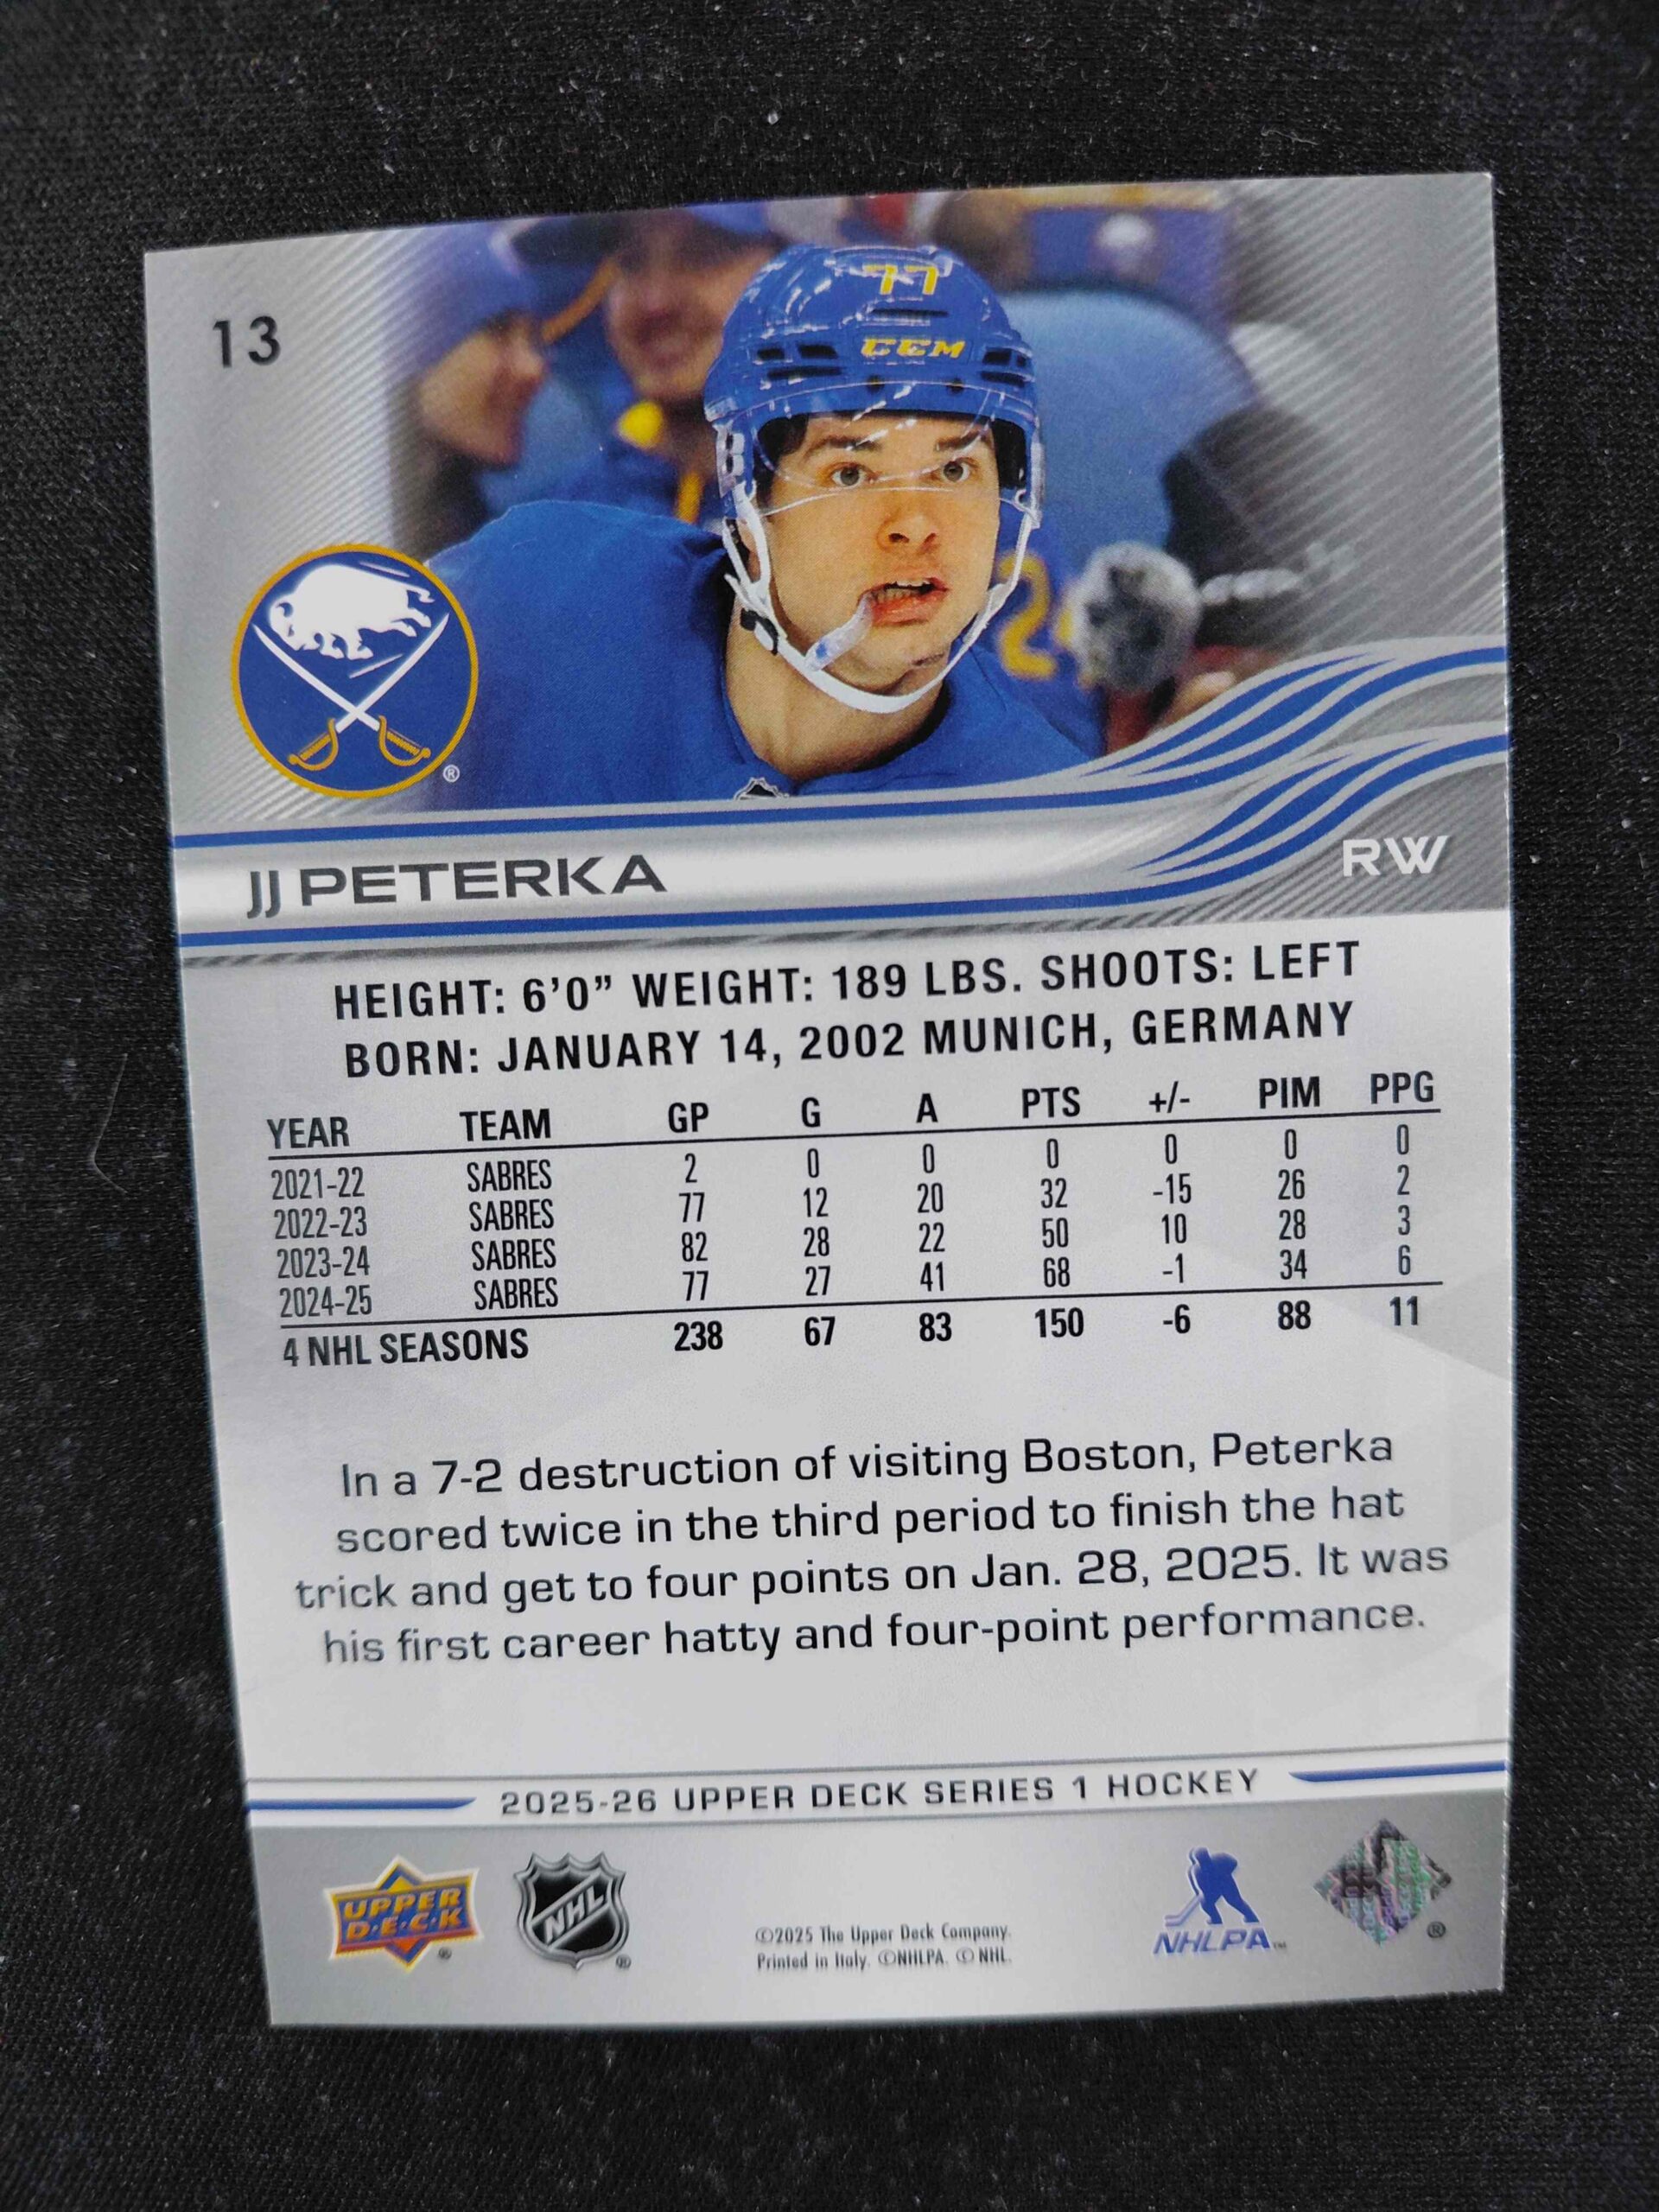 13
77
CCM
2
JJ PETERKA
RW
HEIGHT: 6'0" WEIGHT: 189 LBS. SHOOTS: LEFT
BORN: JANUARY 14, 2002 MUNICH, GERMANY
YEAR TEAM GP G A PTS +/- PIM PPG
2021-22 SABRES 2 0 0 0 0 0 0
2022-23 SABRES 77 12 20 32 -15 26 2
2023-24 SABRES 82 28 22 50 10 28 3
2024-25 SABRES 77 27 41 68 -1 34 6
4 NHL SEASONS 238 67 83 150 -6 88 11
In a 7-2 destruction of visiting Boston, Peterka
scored twice in the third period to finish the hat
trick and get to four points on Jan. 28, 2025. It was
his first career hatty and four-point performance.
2025-26 UPPER DECK SERIES 1 HOCKEY
UPPER
D·E·C·K
®
NHL
®
©2025 The Upper Deck Company.
Printed in Italy. ©NHLPA. © NHL.
NHLPA™
®